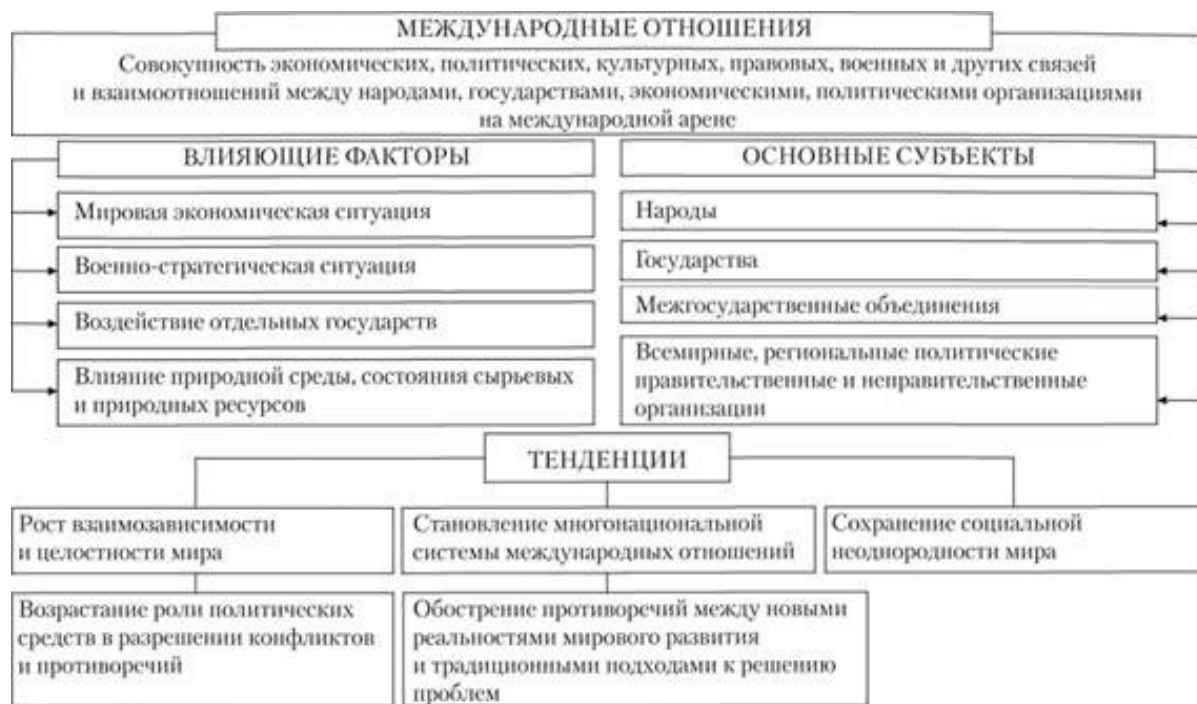 МЕЖДУНАРОДНЫЕ ОТНОШЕНИЯ
Совокупность экономических, политических, культурных, правовых, военных и других связей
и взаимоотношений между народами, государствами, экономическими, политическими организациями
на международной арене
ВЛИЯЮЩИЕ ФАКТОРЫ
Мировая экономическая ситуация
Военно-стратегическая ситуация
Воздействие отдельных государств
Влияние природной среды, состояния сырьевых
и природных ресурсов
ОСНОВНЫЕ СУБЪЕКТЫ
Народы
Государства
Межгосударственные объединения
Всемирные, региональные политические
правительственные и неправительственные
организации
ТЕНДЕНЦИИ
Рост взаимозависимости
и целостности мира
Становление многонациональной
системы международных отношений
Сохранение социальной
неоднородности мира
Возрастание роли политических
средств в разрешении конфликтов
и противоречий
Обострение противоречий между новыми
реальностями мирового развития
и традиционными подходами к решению
проблем